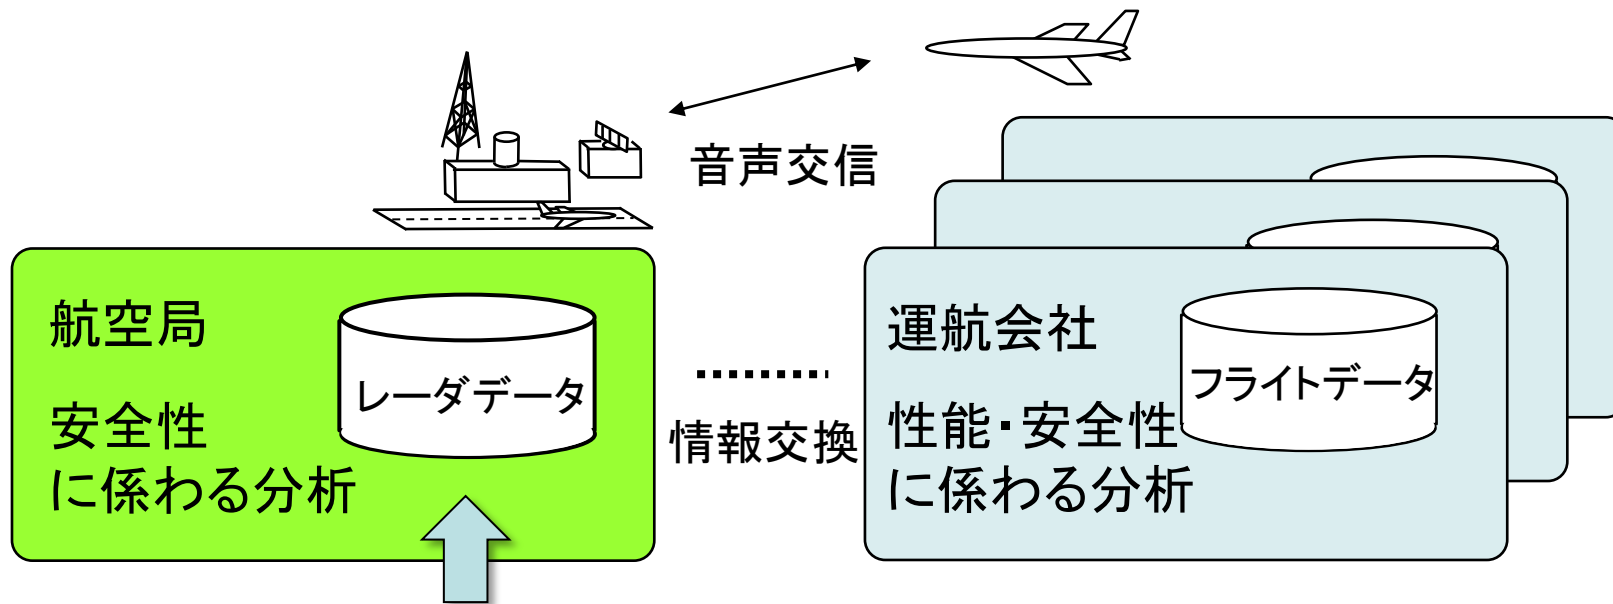 音声交信
航空局
レーダデータ
安全性
に係わる分析
情報交換
運航会社
フライトデータ
性能・安全性
に係わる分析